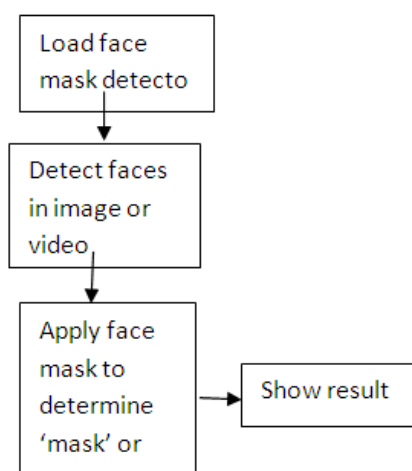 Load face
mask detecto
Detect faces
in image or
video
Apply face
mask to
determine
‘mask’ or
Show result